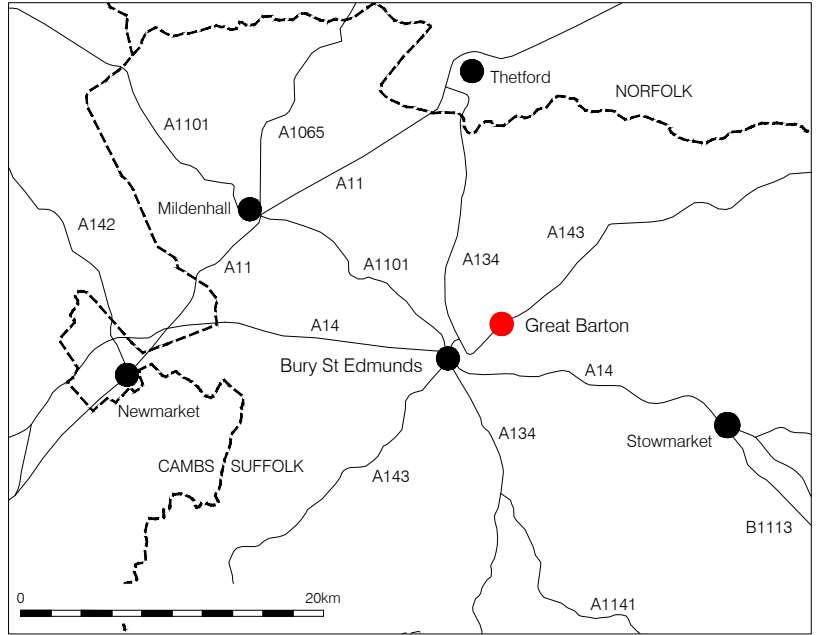 Thetford
NORFOLK
A1101
A1065
A11
Mildenhall
A142
A143
A134
A11
A1101
A14
Great Barton
Bury St Edmunds
A14
Newmarket
A134
Stowmarket
CAMBS SUFFOLK
A143
B1113
0 20km
A1141